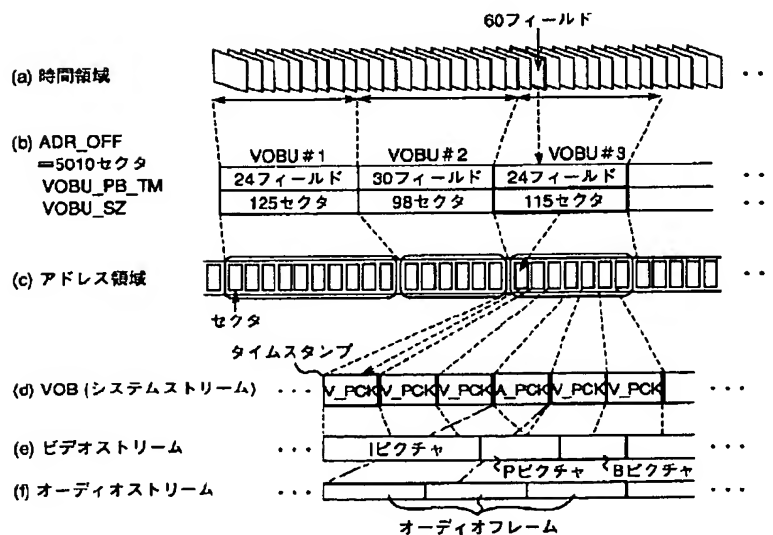 60フィールド
(a) 時間領域
(b) ADR_OFF
=5010セクタ
VOBU_PB_TM
VOBU_SZ
VOBU#1 VOBU#2 VOBU#3
24フィールド 30フィールド 24フィールド
125セクタ 98セクタ 115セクタ
(c) アドレス領域
セクタ
タイムスタンプ
(d) VOB (システムストリーム) ・・・ V_PCK V_PCK V_PCK A_PCK V_PCK V_PCK ・・・
(e) ビデオストリーム ・・・ Iピクチャ ・・・
Pピクチャ Bピクチャ
(f) オーディオストリーム ・・・ ・・・
オーディオフレーム